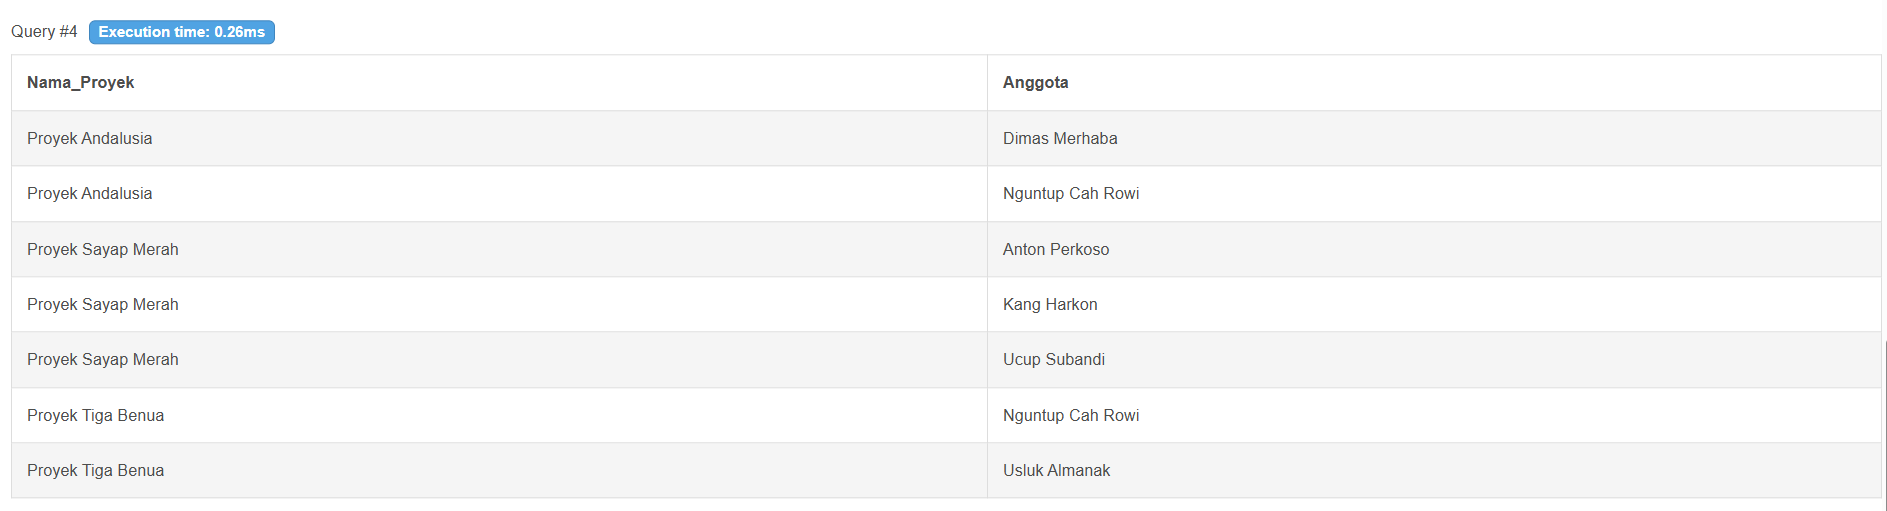 Query #4 Execution time: 0.26ms
Nama_Proyek Anggota
Proyek Andalusia Dimas Merhaba
Proyek Andalusia Nguntup Cah Rowi
Proyek Sayap Merah Anton Perkoso
Proyek Sayap Merah Kang Harkon
Proyek Sayap Merah Ucup Subandi
Proyek Tiga Benua Nguntup Cah Rowi
Proyek Tiga Benua Usluk Almanak